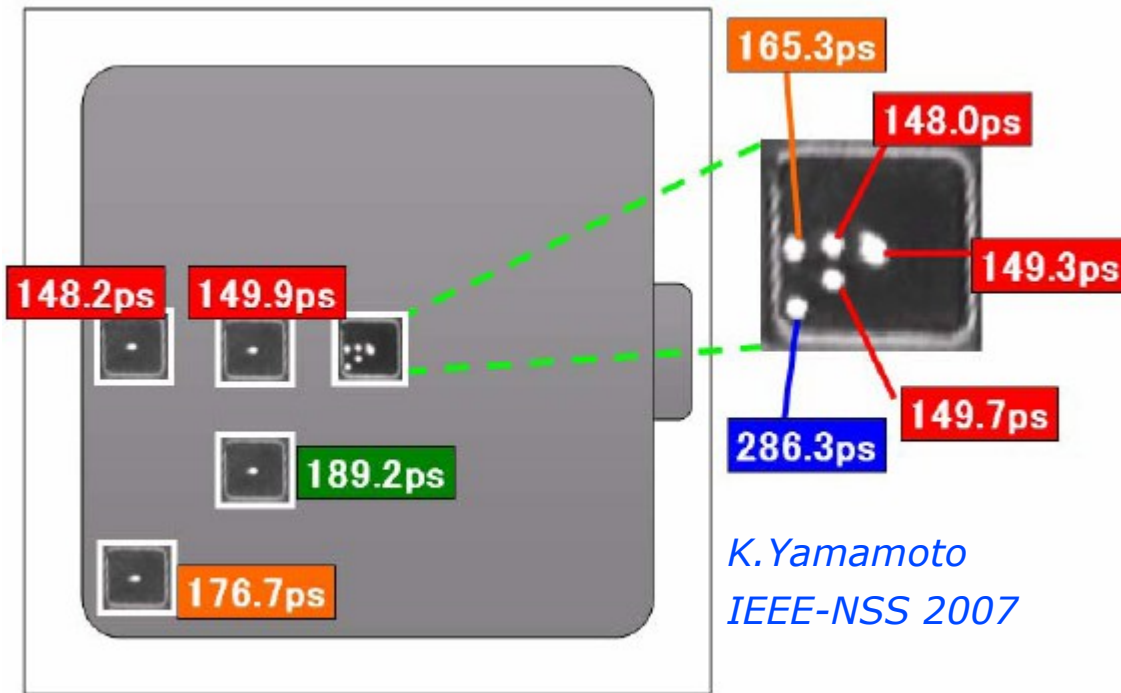 165.3ps
148.0ps
148.2ps
149.9ps
149.3ps
149.7ps
286.3ps
189.2ps
176.7ps
K.Yamamoto
IEEE-NSS 2007